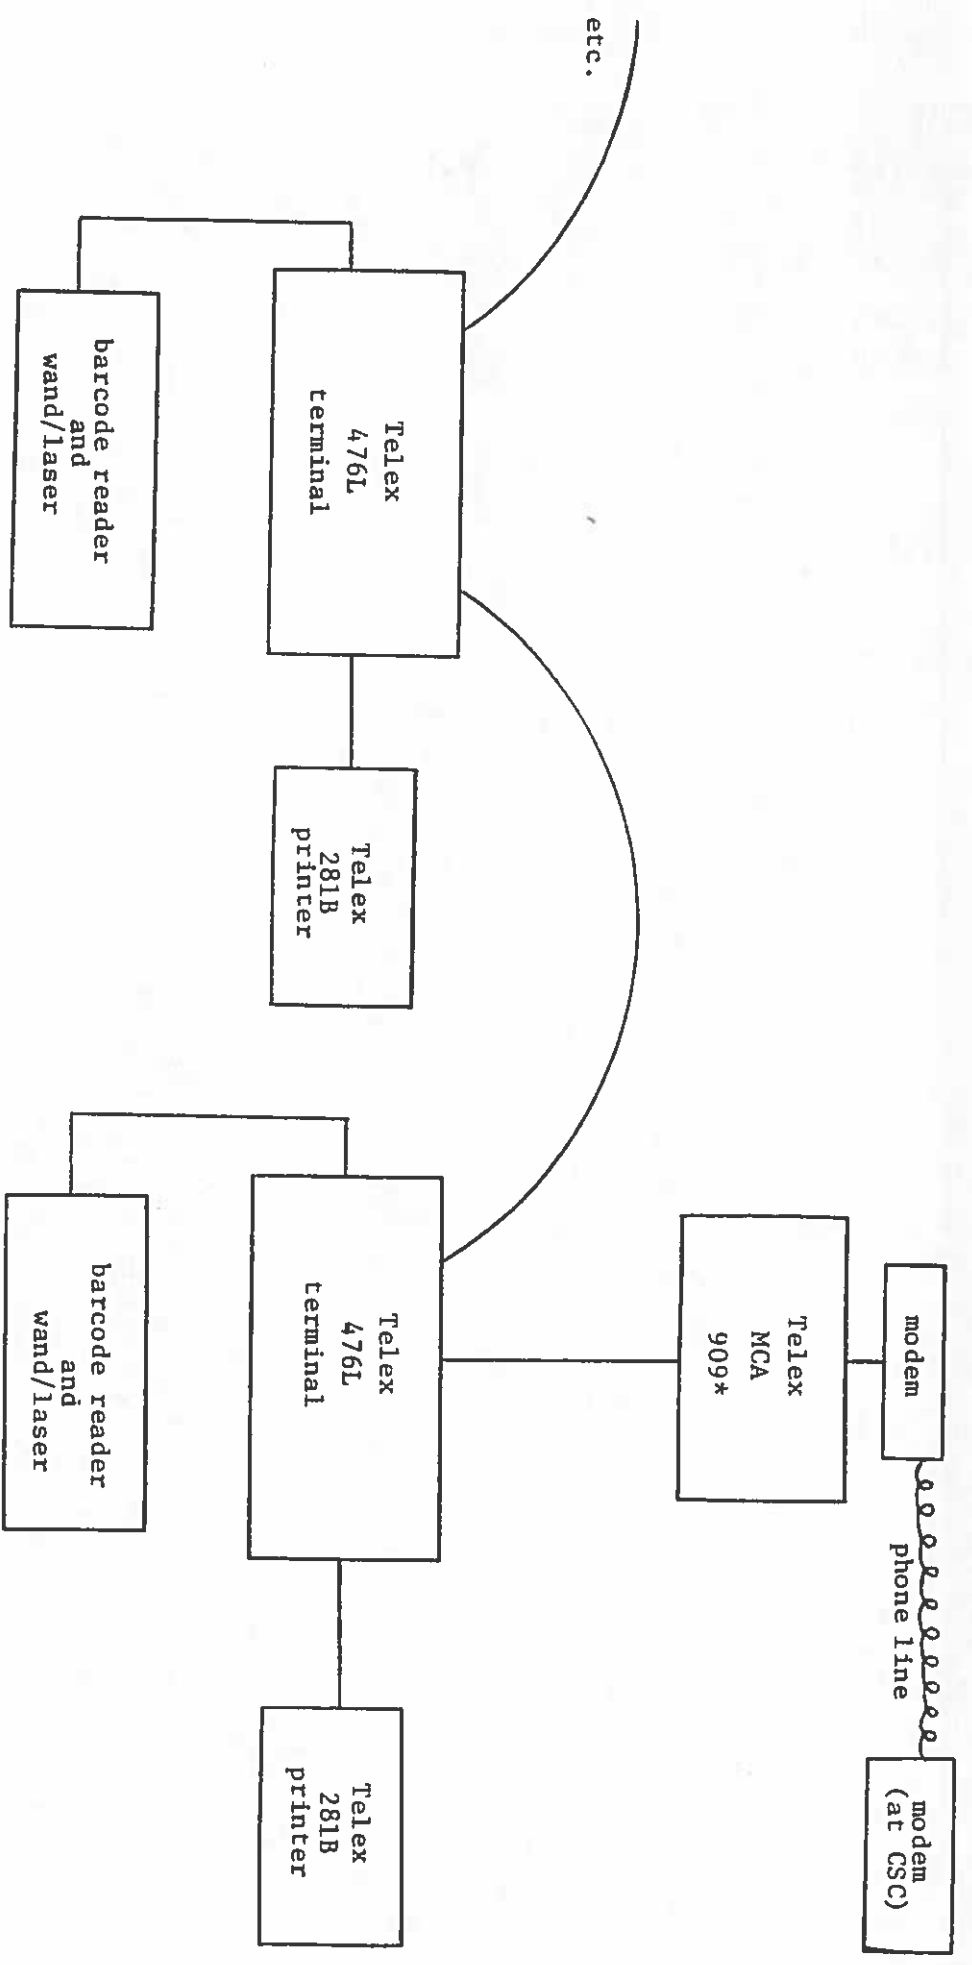 modem
phone line
modem
(at CSC)
Telex
MCA
909*
etc.
Telex
476L
terminal
Telex
281B
printer
Telex
476L
terminal
Telex
281B
printer
barcode reader
and
wand/laser
barcode reader
and
wand/laser